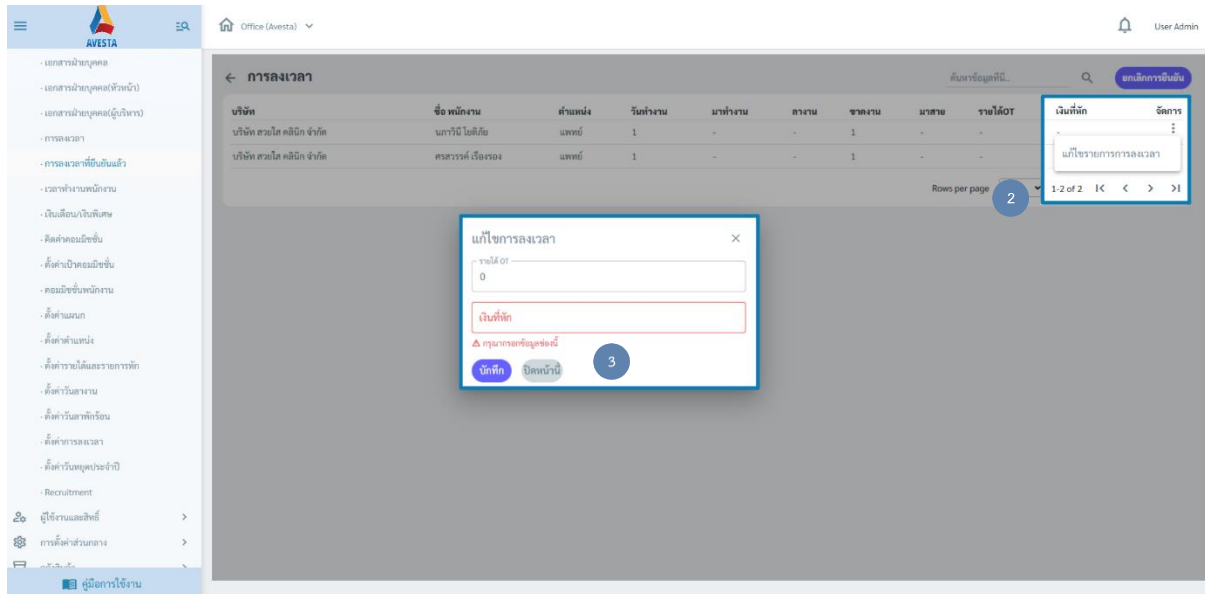 AVESTA
Office (Avesta)
User Admin
· เอกสารฝ่ายบุคคล
· เอกสารฝ่ายบุคคล(หัวหน้า)
· เอกสารฝ่ายบุคคล(ผู้บริหาร)
· การลงเวลา
· การลงเวลาที่ยืนยันแล้ว
· เวลาทำงานพนักงาน
· เงินเดือน/เงินพิเศษ
· คิดค่าคอมมิชชั่น
· ตั้งค่าเป้าคอมมิชชั่น
· คอมมิชชั่นพนักงาน
· ตั้งค่าแผนก
· ตั้งค่าตำแหน่ง
· ตั้งค่ารายได้และรายการหัก
· ตั้งค่าวันลางาน
· ตั้งค่าวันลาพักร้อน
· ตั้งค่าการลงเวลา
· ตั้งค่าวันหยุดประจำปี
· Recruitment
ผู้ใช้งานและสิทธิ์
การตั้งค่าส่วนกลาง
คู่มือการใช้งาน
การลงเวลา
ค้นหาข้อมูลที่นี่...
ยกเลิกการยืนยัน
บริษัท ชื่อ พนักงาน ตำแหน่ง วันทำงาน มาทำงาน ลางาน ขาดงาน มาสาย รายได้OT เงินที่หัก จัดการ
บริษัท สวยใส คลินิก จำกัด นภาวินี โยติภัย แพทย์ 1 - - 1 - - -
บริษัท สวยใส คลินิก จำกัด ศรสวรรค์ เรืองรอง แพทย์ 1 - - 1 - -
แก้ไขรายการการลงเวลา
Rows per page 1-2 of 2
2
แก้ไขการลงเวลา
รายได้ OT
0
เงินที่หัก
กรุณากรอกข้อมูลช่องนี้
บันทึก ปิดหน้านี้
3